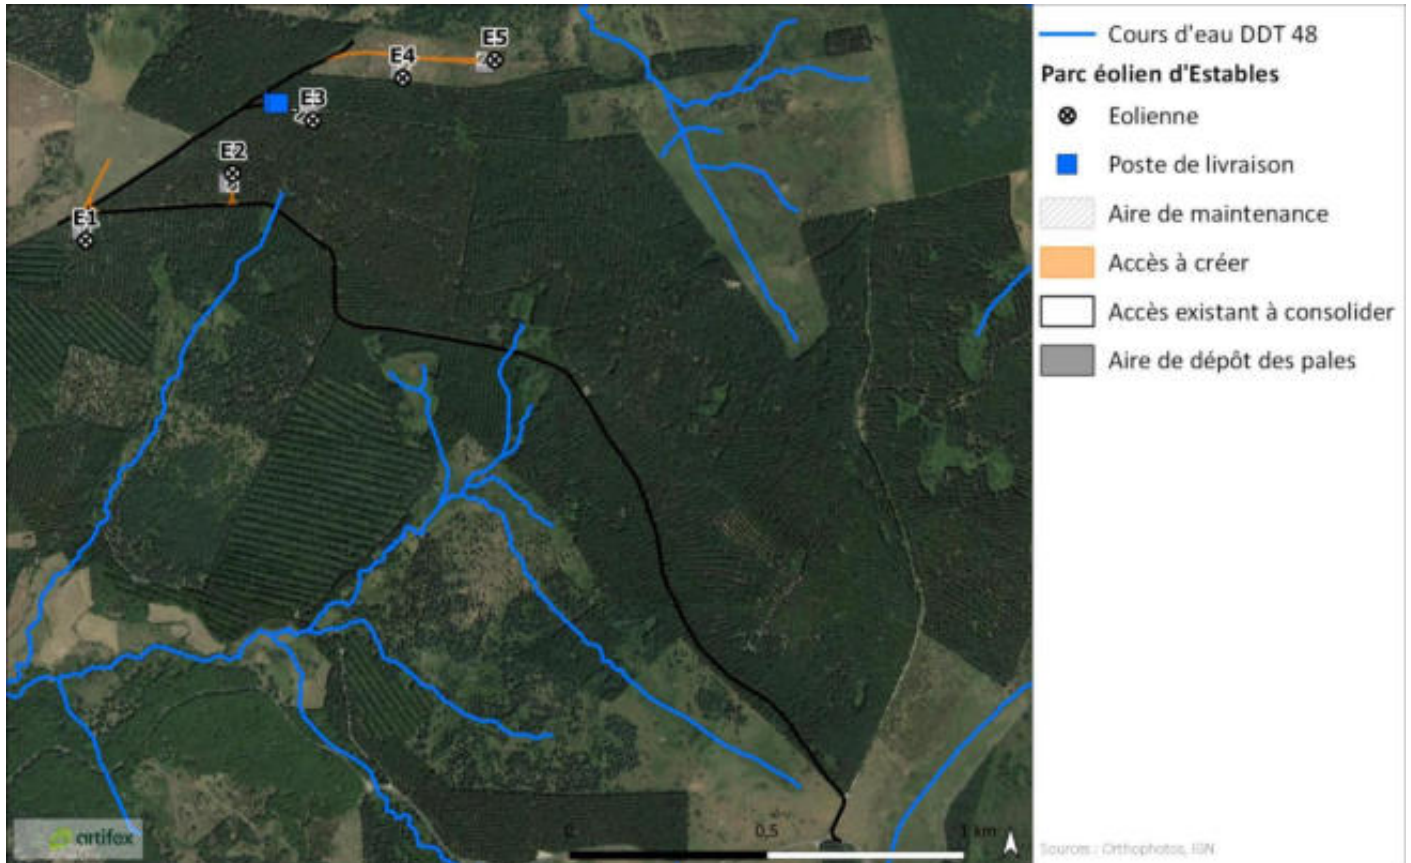 E5
E4
E3
E2
E1
artifex
0
0,5
1 km
Cours d'eau DDT 48
Parc éolien d'Estables
Eolienne
Poste de livraison
Aire de maintenance
Accès à créer
Accès existant à consolider
Aire de dépôt des pales
Sources : Orthophotos, IGN